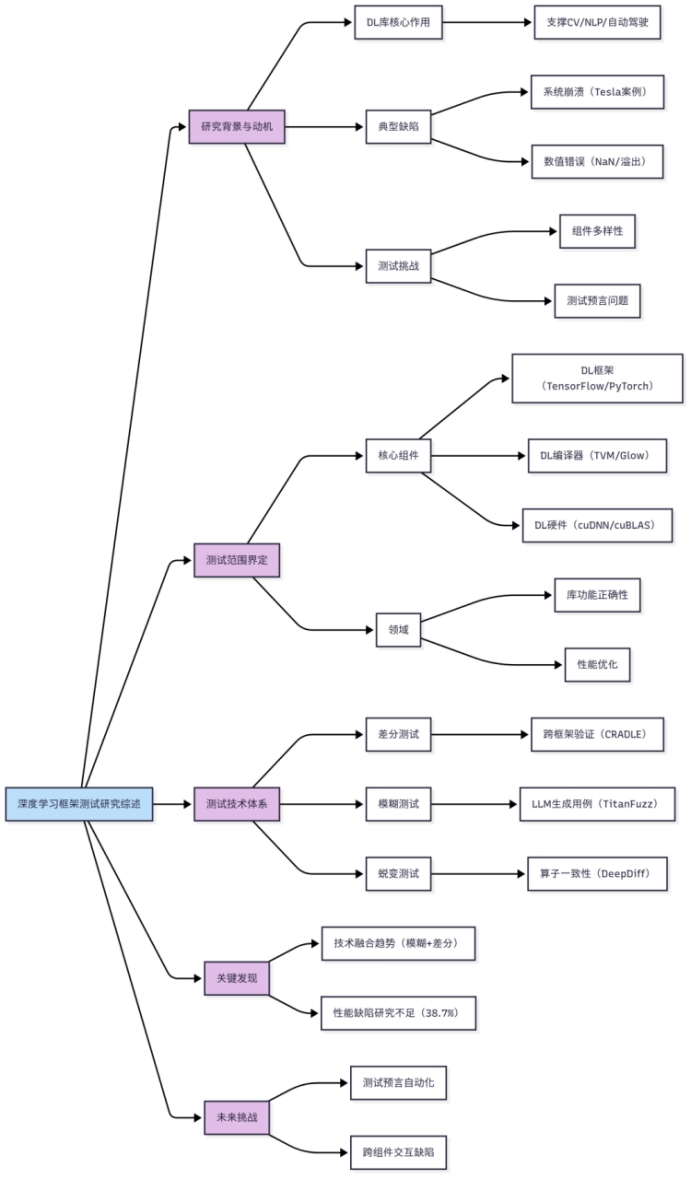 DL库核心作用
支撑CV/NLP/自动驾驶
系统崩溃（Tesla案例）
研究背景与动机
典型缺陷
数值错误（NaN/溢出）
组件多样性
测试挑战
测试预言问题
DL框架
（TensorFlow/PyTorch）
核心组件
DL编译器（TVM/Glow）
DL硬件（cuDNN/cuBLAS）
测试范围界定
库功能正确性
领域
性能优化
差分测试
跨框架验证（CRADLE）
深度学习框架测试研究综述
测试技术体系
模糊测试
LLM生成用例（TitanFuzz）
蜕变测试
算子一致性（DeepDiff）
技术融合趋势（模糊+差分）
关键发现
性能缺陷研究不足（38.7%）
测试预言自动化
未来挑战
跨组件交互缺陷